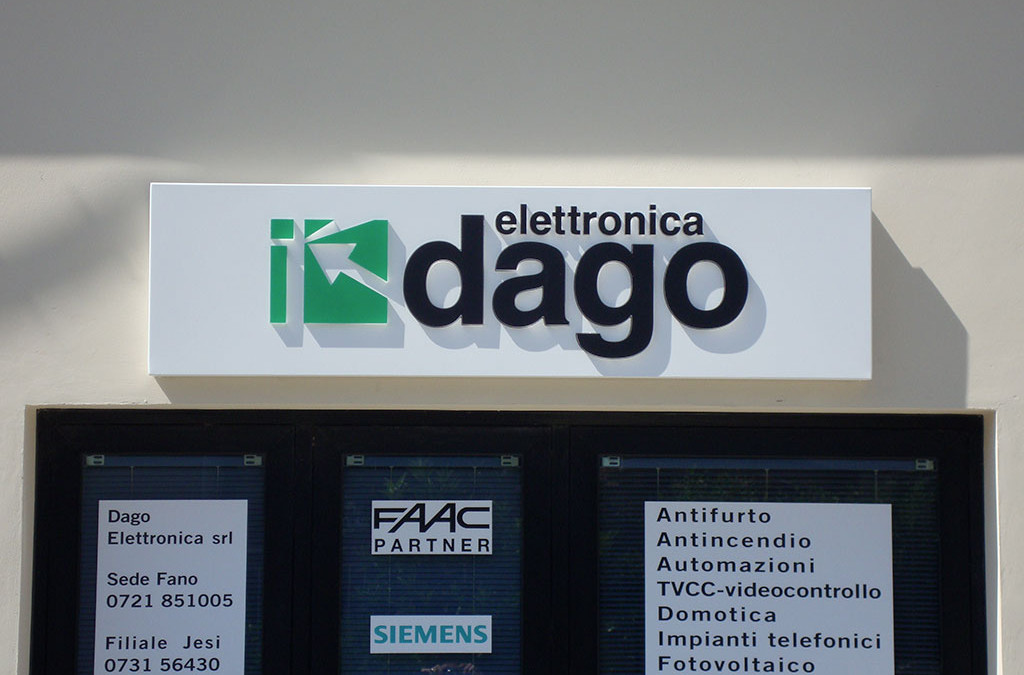 elettronica
dago
Dago
Elettronica srl
Sede Fano
0721 851005
Filiale Jesi
0731 56430
FAAC
PARTNER
SIEMENS
Antifurto
Antincendio
Automazioni
TVCC-videocontrollo
Domotica
Impianti telefonici
Fotovoltaico